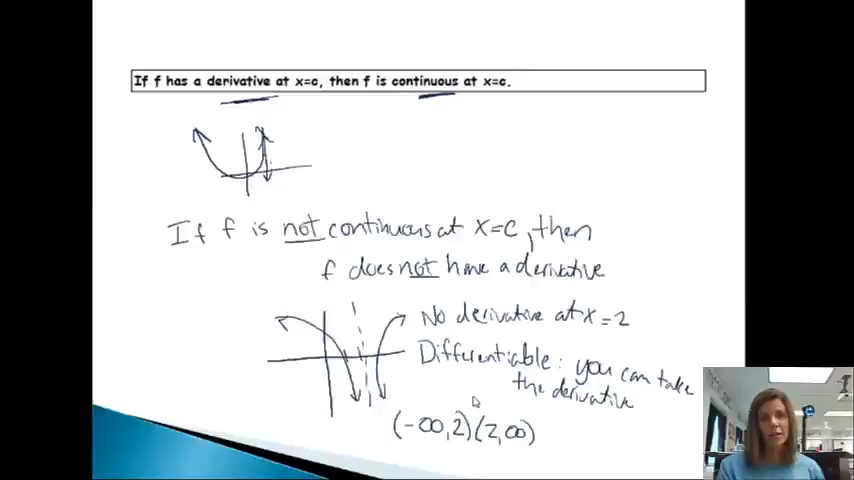 If f has a derivative at x=c, then f is continuous at x=c.
If f is not continuous at x=c, then
f does not have a derivative
No derivative at x=2
Differentiable: you can take
the derivative
(-∞,2)(2,∞)